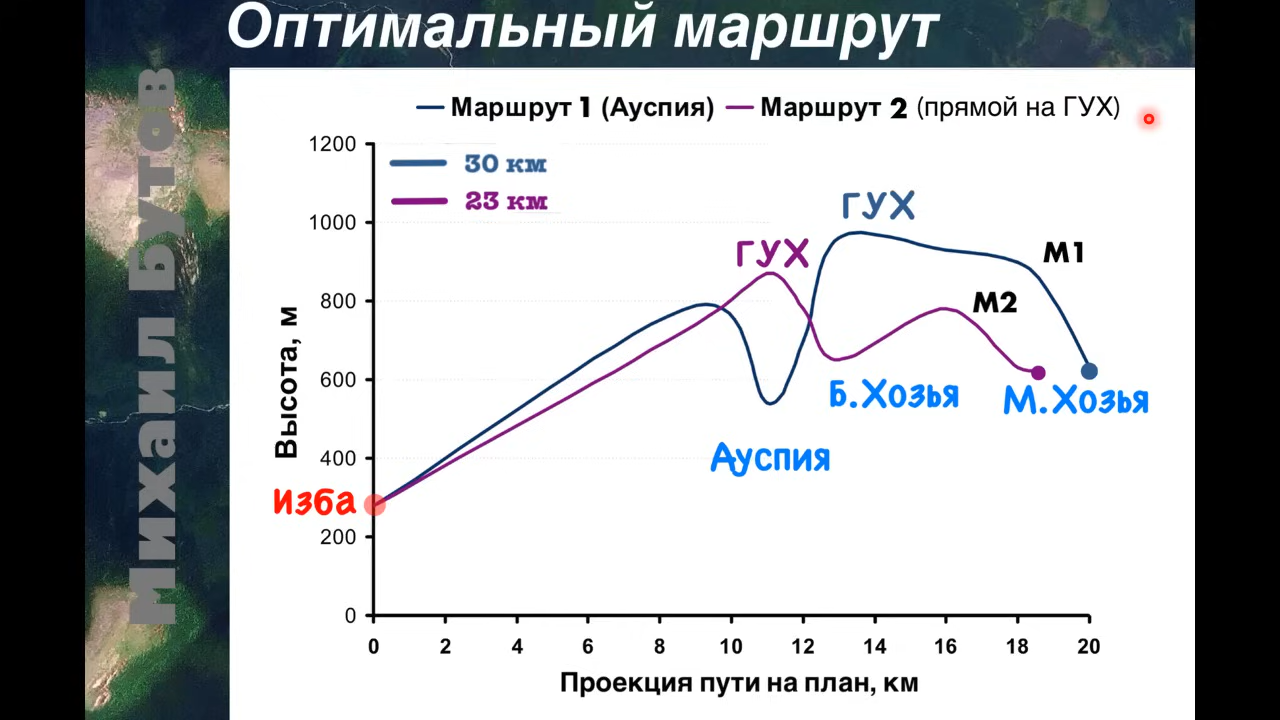 Оптимальный маршрут
Михаил Бутов
Маршрут 1 (Ауспия)
Маршрут 2 (прямой на ГУХ)
30 км
23 км
Высота, м
1200
1000
800
600
400
200
0
ГУХ
ГУХ
М1
М2
Б.Хозья
М.Хозья
Ауспия
Изба
0 2 4 6 8 10 12 14 16 18 20
Проекция пути на план, км